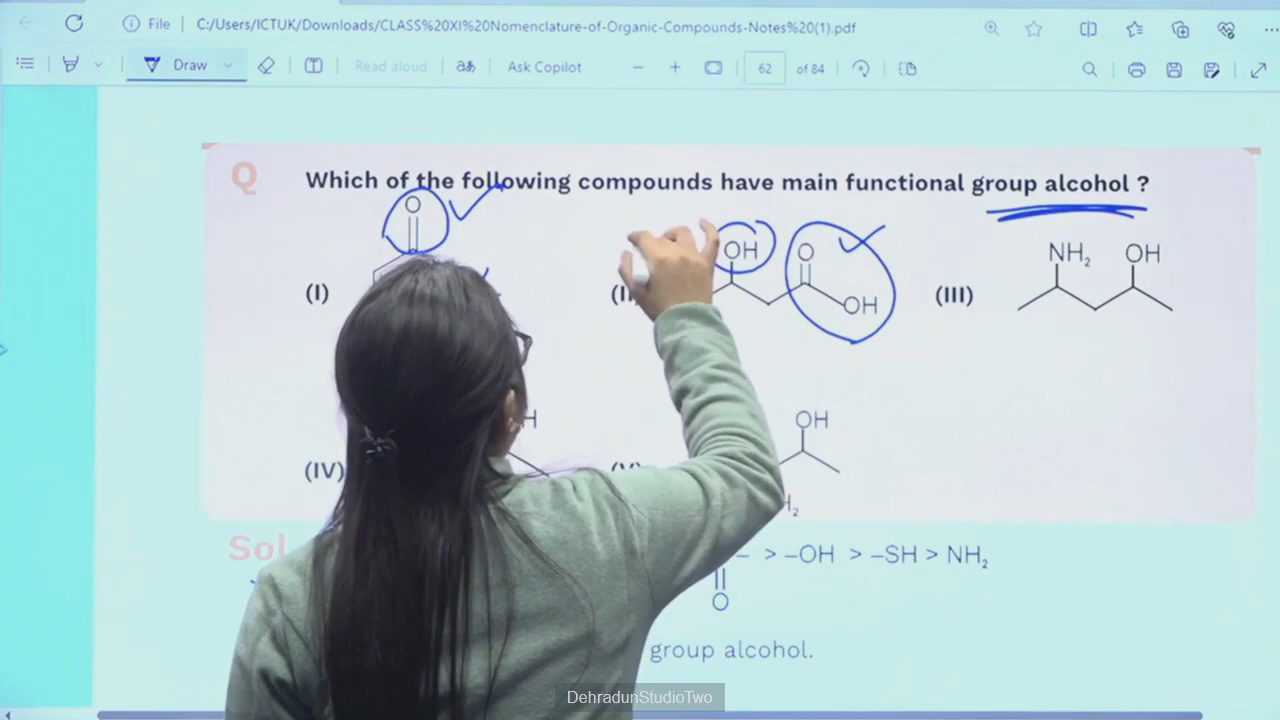 File C:/Users/ICTUK/Downloads/CLASS%20XI%20Nomenclature-of-Organic-Compounds-Notes%20(1).pdf
Draw Read aloud Ask Copilot 62 of 84
Q Which of the following compounds have main functional group alcohol ?
O OH O NH₂ OH
(I) OH (III)
H OH
(IV)
Sol
> –OH > –SH > NH₂
O
group alcohol.
DehradunStudioTwo